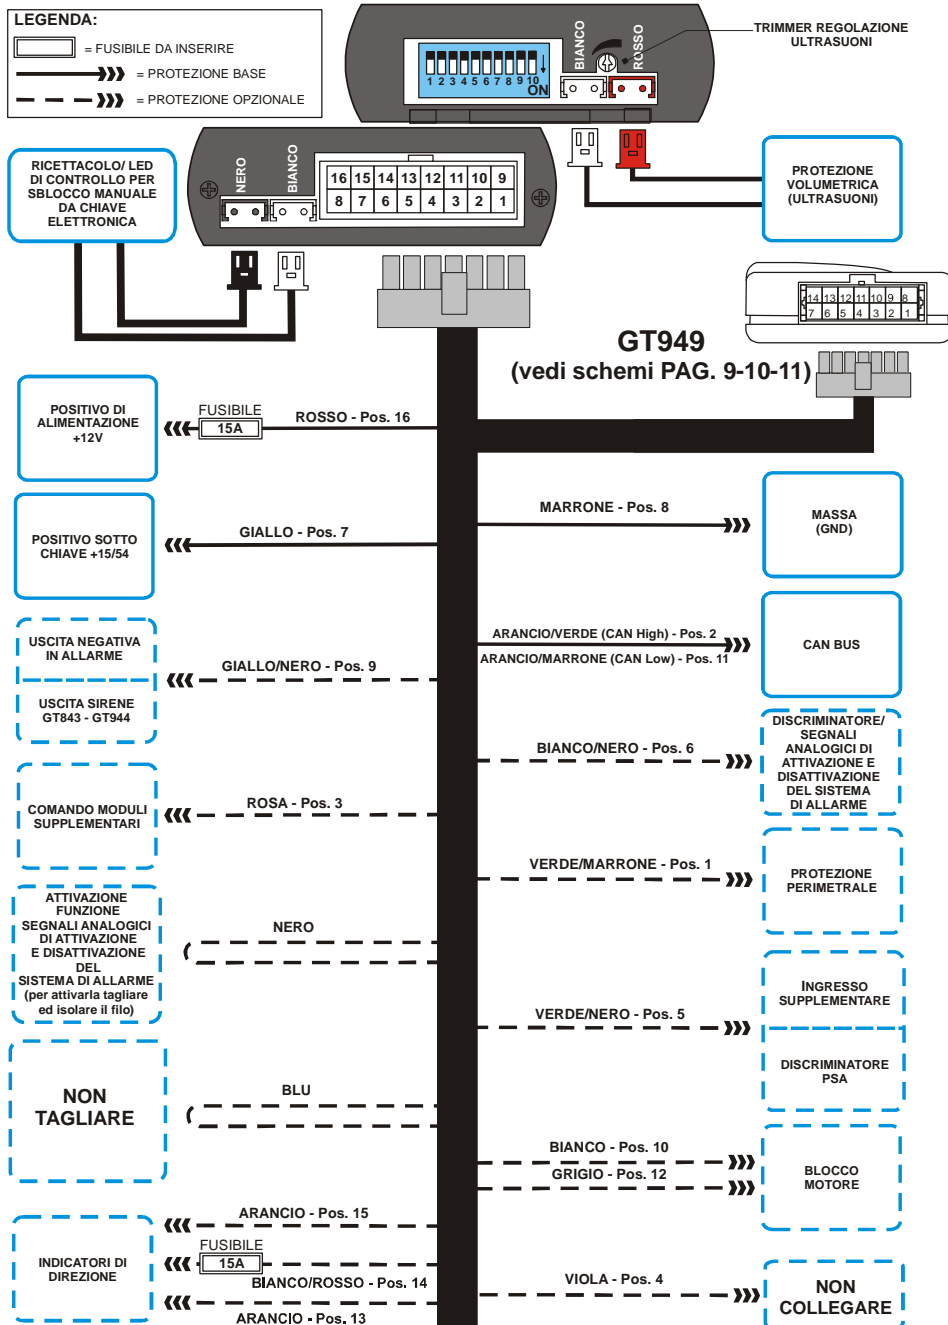 LEGENDA:
= FUSIBILE DA INSERIRE
= PROTEZIONE BASE
= PROTEZIONE OPZIONALE
1 2 3 4 5 6 7 8 9 10
ON
BIANCO
ROSSO
TRIMMER REGOLAZIONE
ULTRASUONI
RICETTACOLO/ LED
DI CONTROLLO PER
SBLOCCO MANUALE
DA CHIAVE
ELETTRONICA
NERO
BIANCO
16 15 14 13 12 11 10 9
8 7 6 5 4 3 2 1
PROTEZIONE
VOLUMETRICA
(ULTRASUONI)
14 13 12 11 10 9 8
7 6 5 4 3 2 1
GT949
(vedi schemi PAG. 9-10-11)
POSITIVO DI
ALIMENTAZIONE
+12V
FUSIBILE
15A
ROSSO - Pos. 16
MARRONE - Pos. 8
MASSA
(GND)
POSITIVO SOTTO
CHIAVE +15/54
GIALLO - Pos. 7
ARANCIO/VERDE (CAN High) - Pos. 2
ARANCIO/MARRONE (CAN Low) - Pos. 11
CAN BUS
USCITA NEGATIVA
IN ALLARME
USCITA SIRENE
GT843 - GT944
GIALLO/NERO - Pos. 9
BIANCO/NERO - Pos. 6
DISCRIMINATORE/
SEGNALI
ANALOGICI DI
ATTIVAZIONE E
DISATTIVAZIONE
DEL SISTEMA
DI ALLARME
COMANDO MODULI
SUPPLEMENTARI
ROSA - Pos. 3
VERDE/MARRONE - Pos. 1
PROTEZIONE
PERIMETRALE
ATTIVAZIONE
FUNZIONE
SEGNALI ANALOGICI
DI ATTIVAZIONE
E DISATTIVAZIONE
DEL
SISTEMA DI ALLARME
(per attivarla tagliare
ed isolare il filo)
NERO
VERDE/NERO - Pos. 5
INGRESSO
SUPPLEMENTARE
DISCRIMINATORE
PSA
NON
TAGLIARE
BLU
BIANCO - Pos. 10
GRIGIO - Pos. 12
BLOCCO
MOTORE
INDICATORI DI
DIREZIONE
ARANCIO - Pos. 15
FUSIBILE
15A
BIANCO/ROSSO - Pos. 14
ARANCIO - Pos. 13
VIOLA - Pos. 4
NON
COLLEGARE